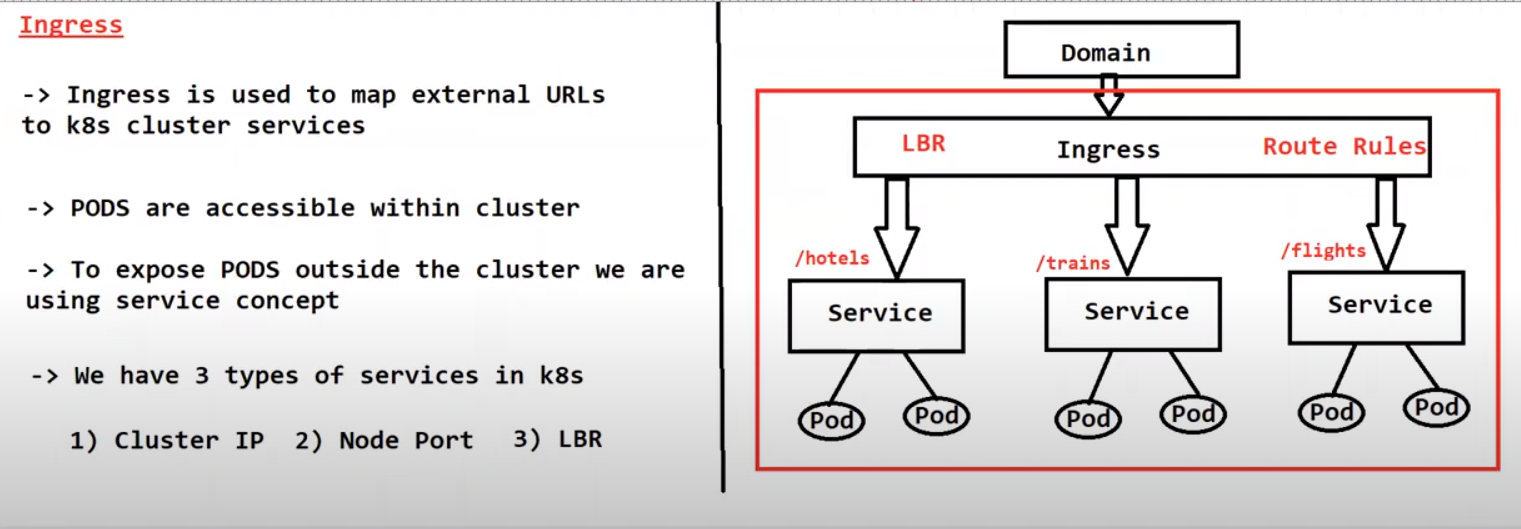 Ingress
-> Ingress is used to map external URLs
to k8s cluster services
-> PODS are accessible within cluster
-> To expose PODS outside the cluster we are
using service concept
-> We have 3 types of services in k8s
1) Cluster IP 2) Node Port 3) LBR
Domain
LBR Ingress Route Rules
/hotels /trains /flights
Service Service Service
Pod Pod Pod Pod Pod Pod